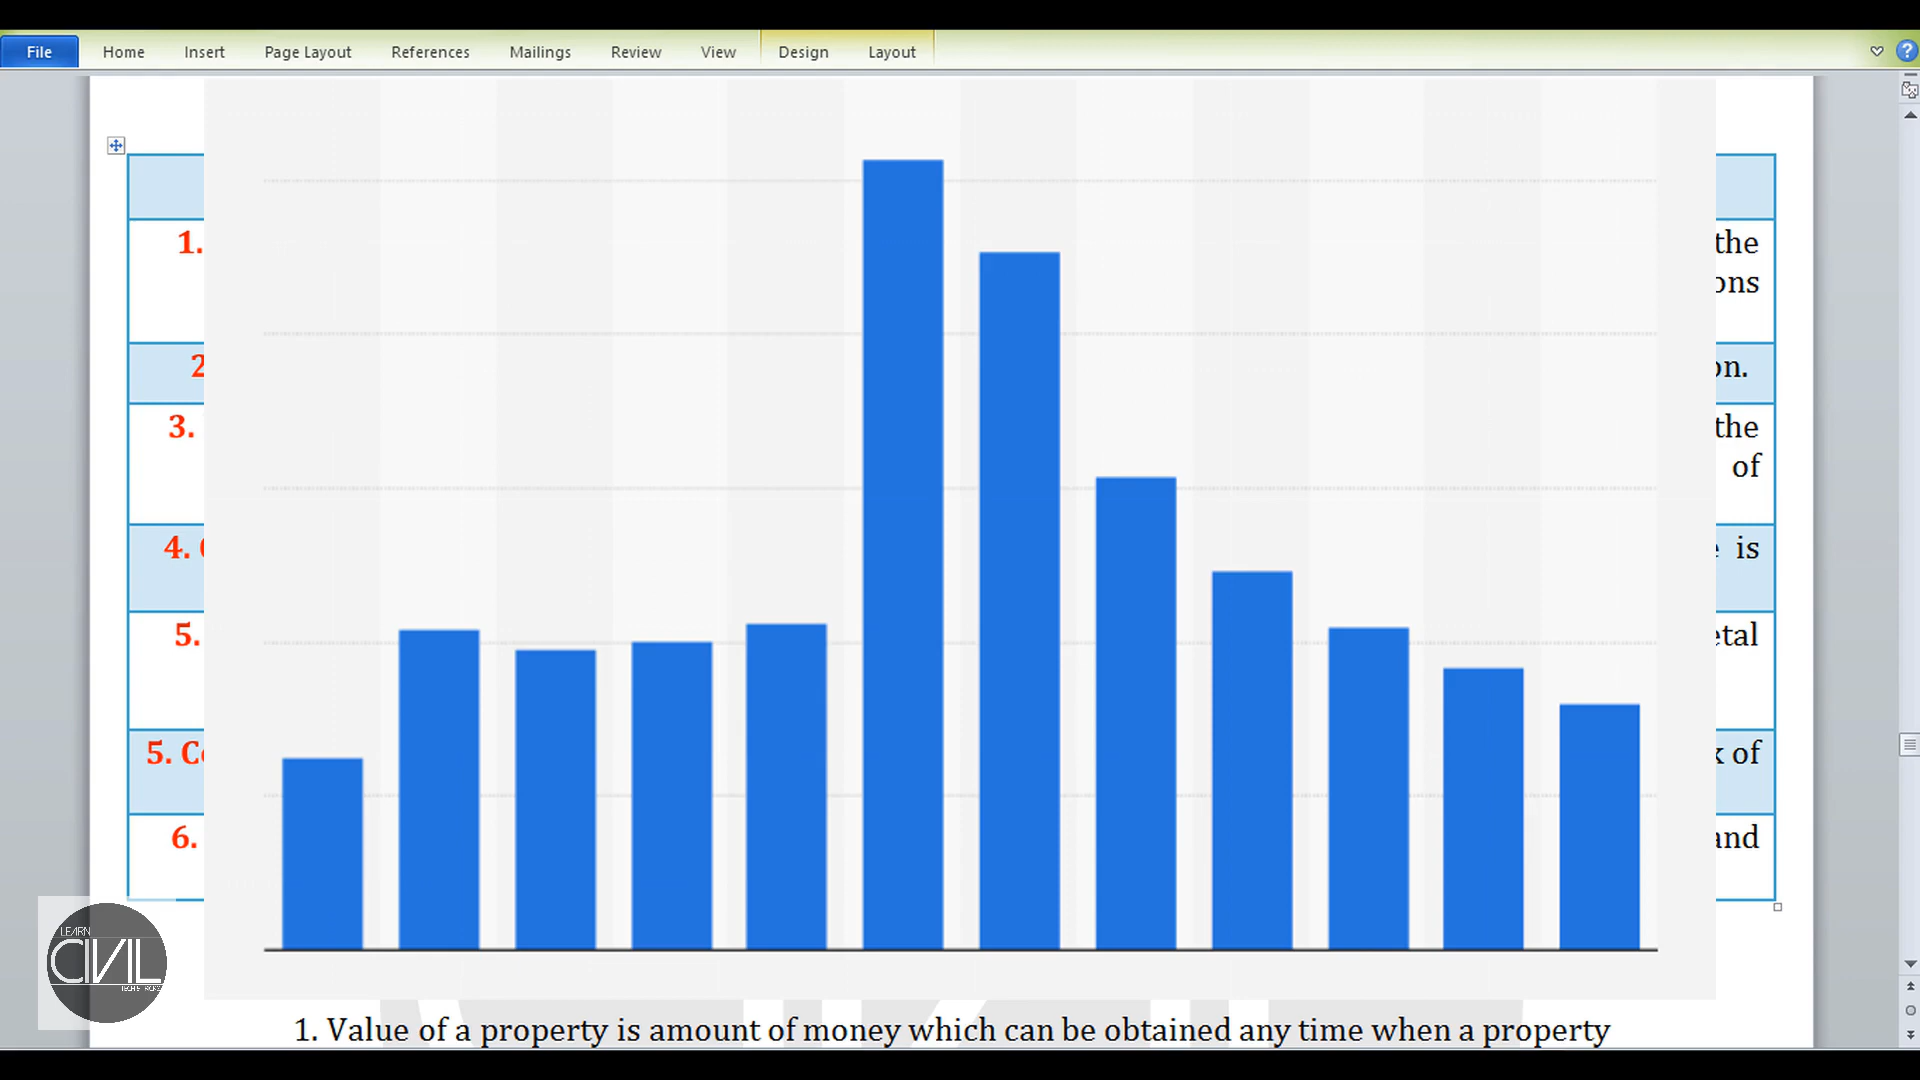 File Home Insert Page Layout References Mailings Review View Design Layout
1. the
ons
2 on.
3. the
of
4. is
5. etal
5. C of
6. and
LEARN
CIVIL
1. Value of a property is amount of money which can be obtained any time when a property